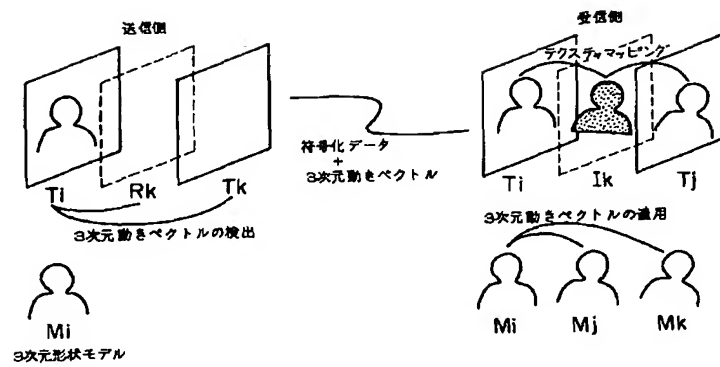 送信側
Ti Rk Tk
3次元動きベクトルの検出
Mi
3次元形状モデル
符号化データ
+
3次元動きベクトル
受信側
テクスティマッピング
Ti Ik Tj
3次元動きベクトルの適用
Mi Mj Mk